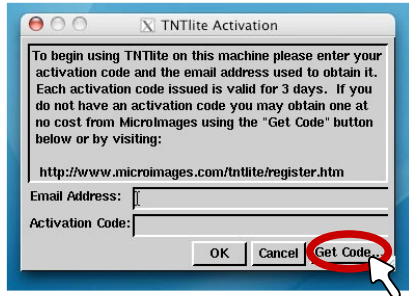 TNTlite Activation
To begin using TNTlite on this machine please enter your
activation code and the email address used to obtain it.
Each activation code issued is valid for 3 days. If you
do not have an activation code you may obtain one at
no cost from MicroImages using the "Get Code" button
below or by visiting:
http://www.microimages.com/tntlite/register.htm
Email Address:
Activation Code:
OK Cancel Get Code...